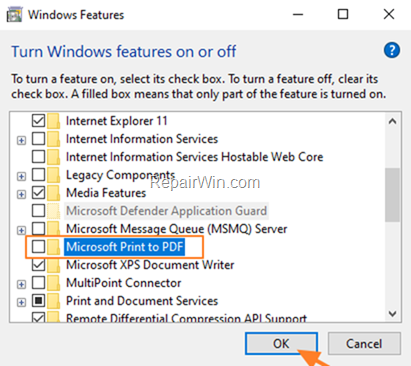 Windows Features
Turn Windows features on or off
?
To turn a feature on, select its check box. To turn a feature off, clear its
check box. A filled box means that only part of the feature is turned on.
Internet Explorer 11
Internet Information Services
Internet Information Services Hostable Web Core
Legacy Components
Media Features
RepairWin.com
Microsoft Defender Application Guard
Microsoft Message Queue (MSMQ) Server
Microsoft Print to PDF
Microsoft XPS Document Writer
MultiPoint Connector
Print and Document Services
Remote Differential Compression API Support
OK
Cancel